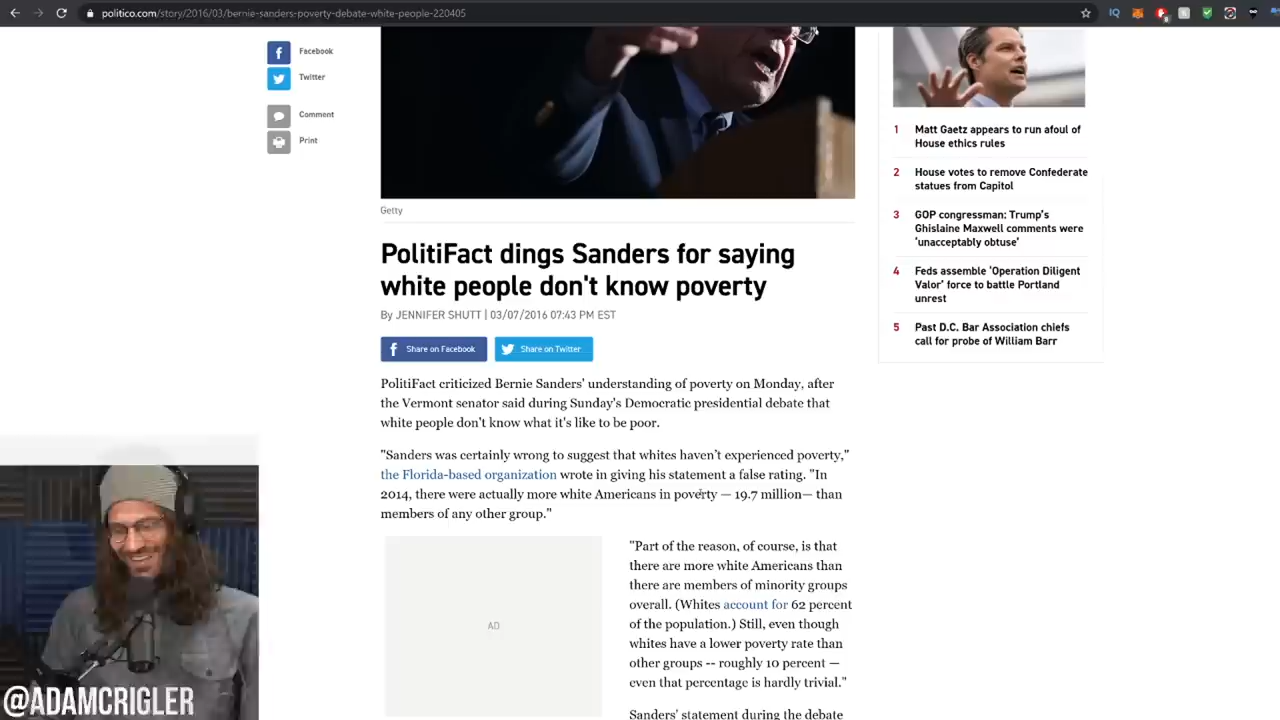 politico.com/story/2016/03/bernie-sanders-poverty-debate-white-people-220405
Facebook
Twitter
Comment
Print
Getty
PolitiFact dings Sanders for saying
white people don't know poverty
By JENNIFER SHUTT | 03/07/2016 07:43 PM EST
Share on Facebook
Share on Twitter
PolitiFact criticized Bernie Sanders' understanding of poverty on Monday, after
the Vermont senator said during Sunday's Democratic presidential debate that
white people don't know what it's like to be poor.
"Sanders was certainly wrong to suggest that whites haven't experienced poverty,"
the Florida-based organization wrote in giving his statement a false rating. "In
2014, there were actually more white Americans in poverty — 19.7 million— than
members of any other group."
AD
"Part of the reason, of course, is that
there are more white Americans than
there are members of minority groups
overall. (Whites account for 62 percent
of the population.) Still, even though
whites have a lower poverty rate than
other groups -- roughly 10 percent —
even that percentage is hardly trivial."
Sanders' statement during the debate
1 Matt Gaetz appears to run afoul of
House ethics rules
2 House votes to remove Confederate
statues from Capitol
3 GOP congressman: Trump's
Ghislaine Maxwell comments were
'unacceptably obtuse'
4 Feds assemble 'Operation Diligent
Valor' force to battle Portland
unrest
5 Past D.C. Bar Association chiefs
call for probe of William Barr
@ADAMCRIGLER